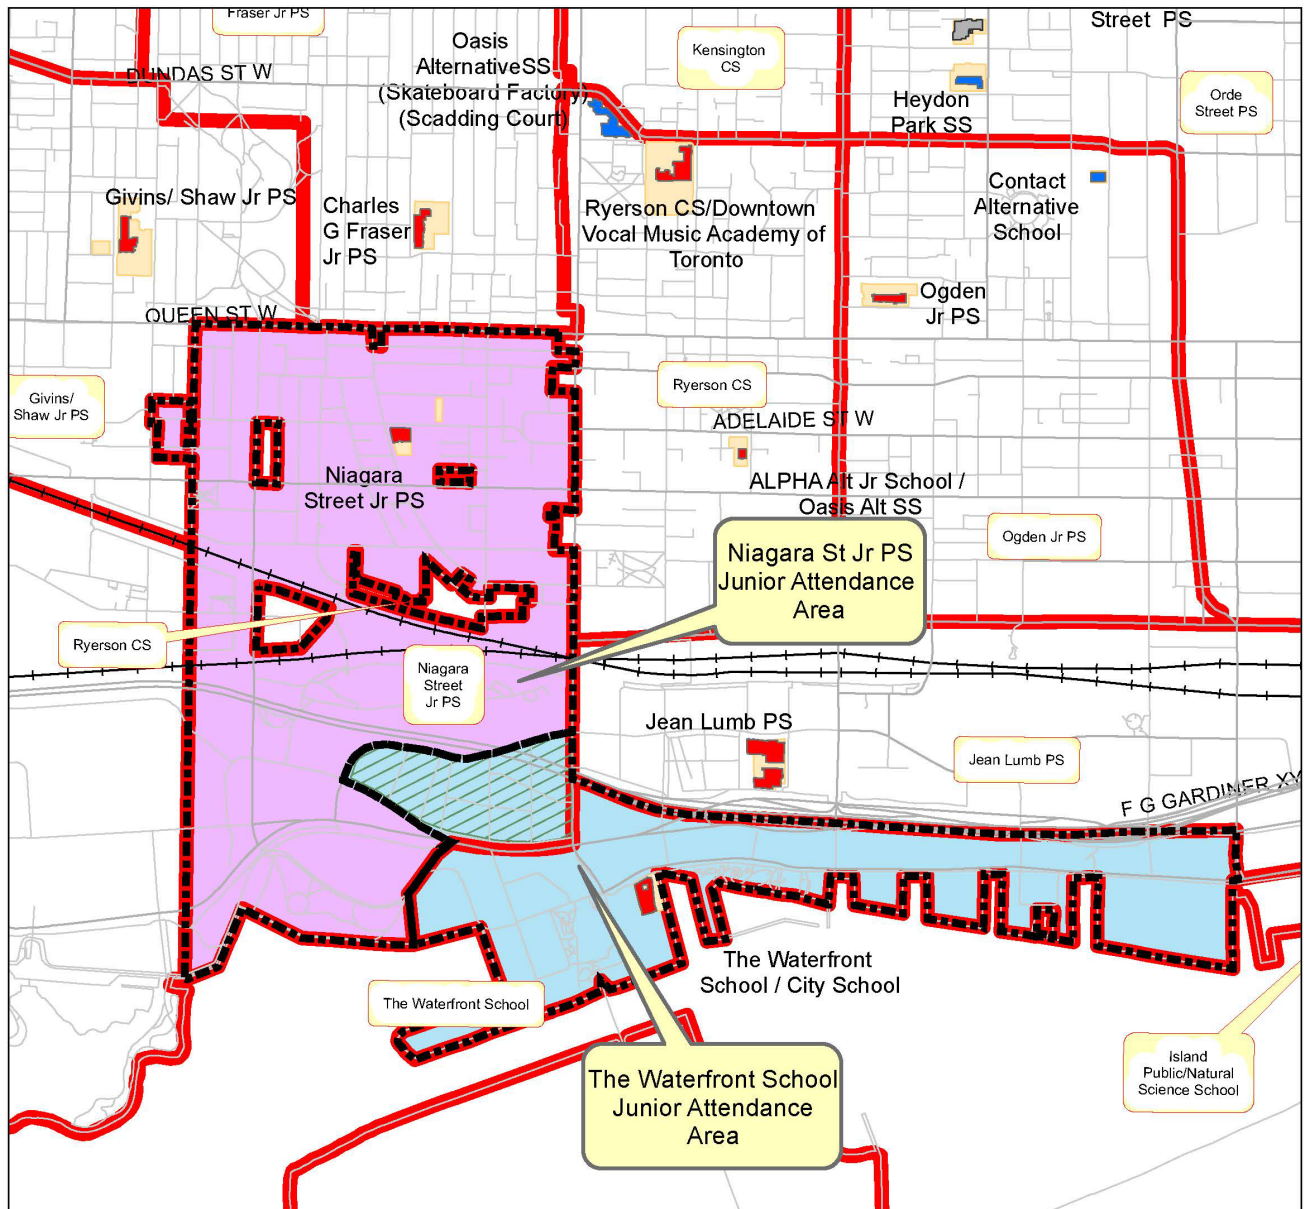 Fraser Jr PS
Street PS
Oasis
AlternativeSS
(Skateboard Factory)
(Scadding Court)
Kensington
CS
DUNDAS ST W
Heydon
Park SS
Orde
Street PS
Givins/ Shaw Jr PS
Charles
G Fraser
Jr PS
Ryerson CS/Downtown
Vocal Music Academy of
Toronto
Contact
Alternative
School
Ogden
Jr PS
QUEEN ST W
Givins/
Shaw Jr PS
Ryerson CS
ADELAIDE ST W
Niagara
Street Jr PS
ALPHA Alt Jr School /
Oasis Alt SS
Ogden Jr PS
Niagara St Jr PS
Junior Attendance
Area
Ryerson CS
Niagara
Street
Jr PS
Jean Lumb PS
Jean Lumb PS
F G GARDINER XY
The Waterfront
School / City School
The Waterfront School
Island
Public/Natural
Science School
The Waterfront School
Junior Attendance
Area